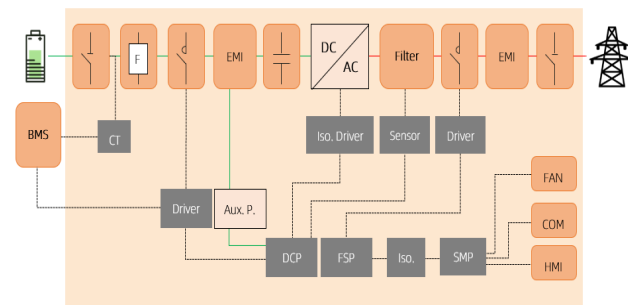 F
EMI
DC
AC
Filter
EMI
BMS
CT
Iso. Driver
Sensor
Driver
FAN
Driver
Aux. P.
COM
DCP
FSP
Iso.
SMP
HMI